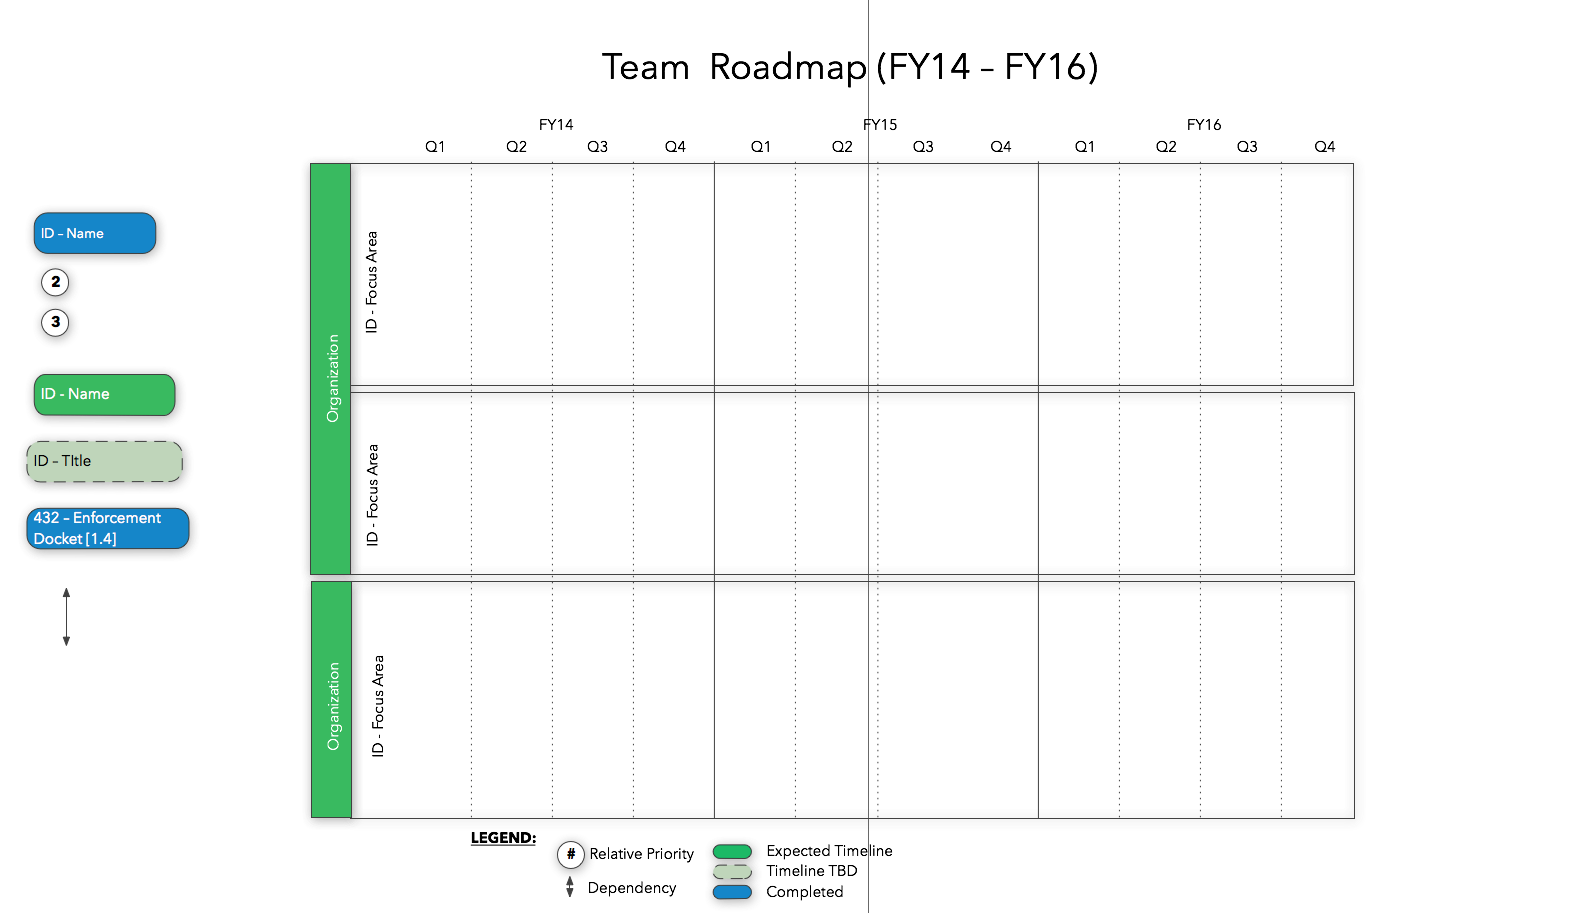 Team Roadmap (FY14 – FY16)
FY14 FY15 FY16
Q1 Q2 Q3 Q4 Q1 Q2 Q3 Q4 Q1 Q2 Q3 Q4
ID – Name
2
3
ID - Name
ID – TItle
432 – Enforcement
Docket [1.4]
Organization
ID - Focus Area
ID - Focus Area
Organization
ID - Focus Area
LEGEND:
# Relative Priority
Dependency
Expected Timeline
Timeline TBD
Completed